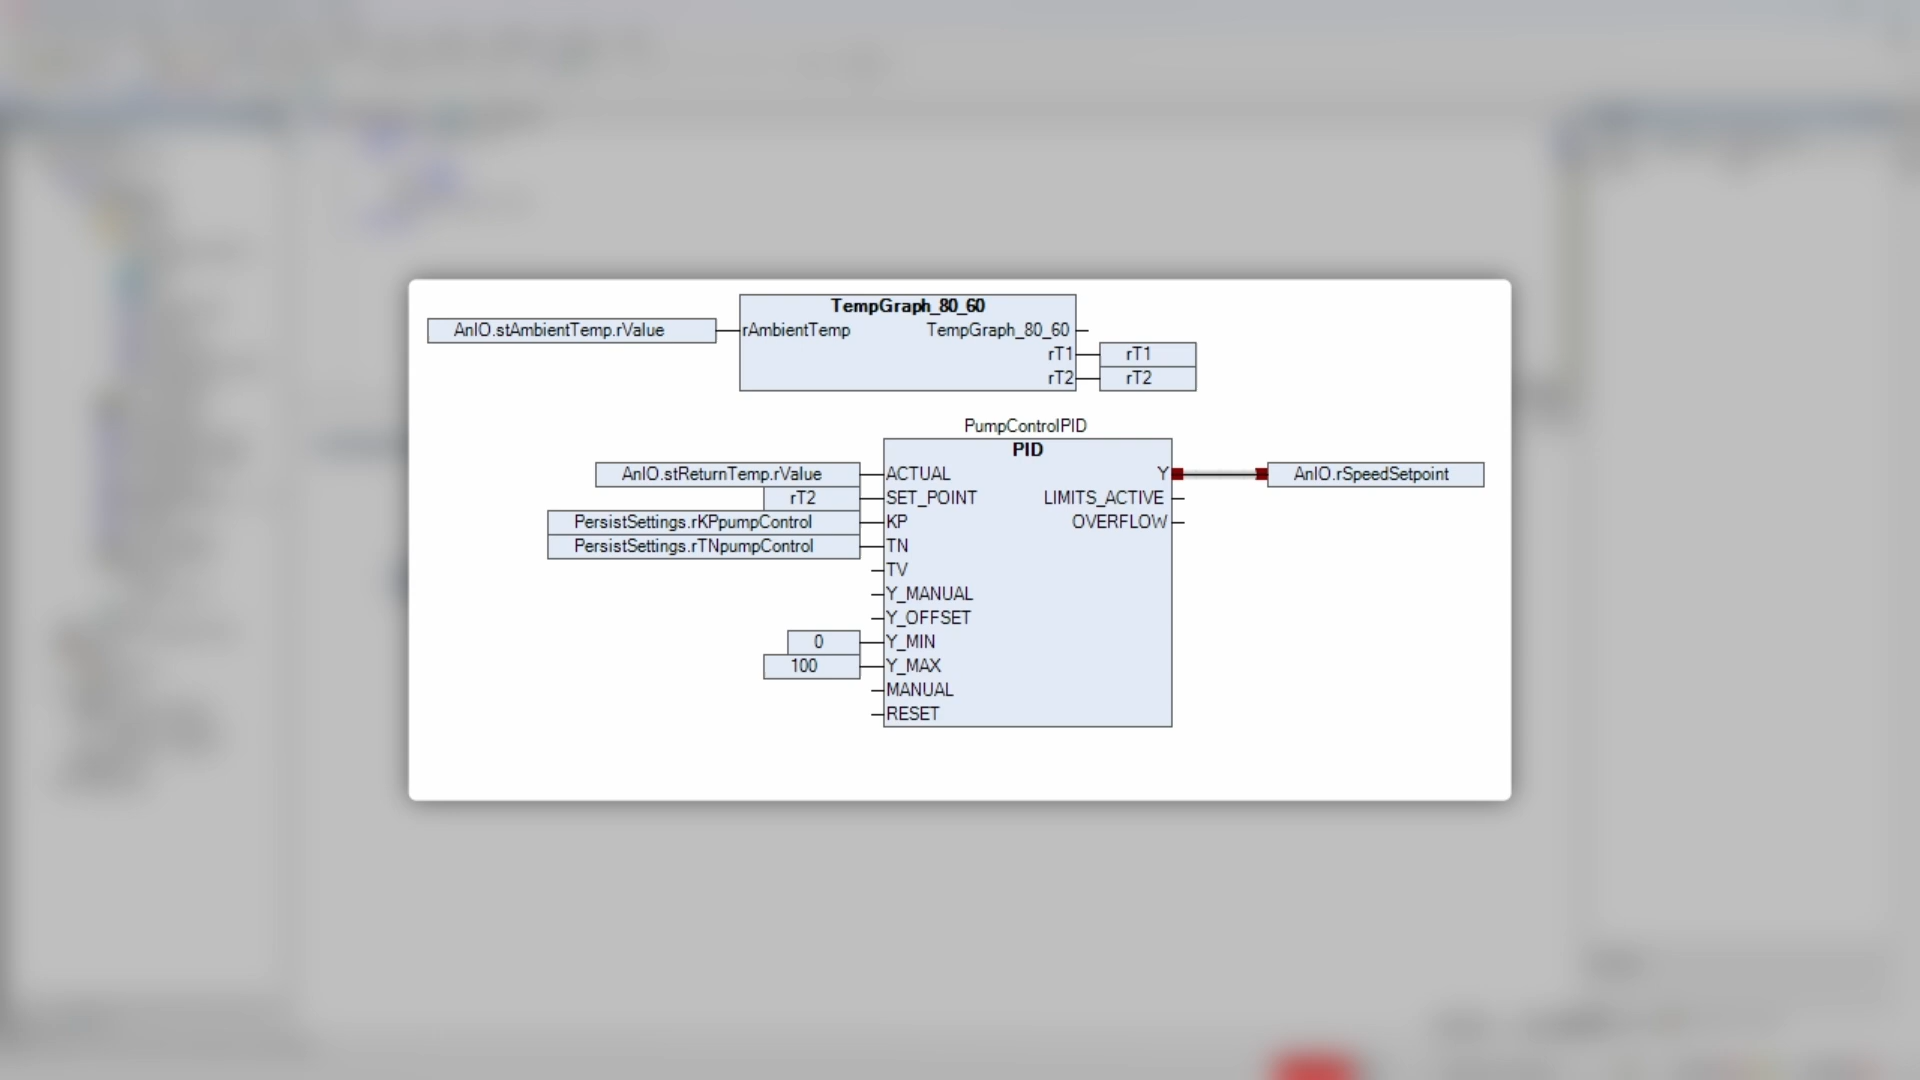 TempGraph_80_60
AnIO.stAmbientTemp.rValue rAmbientTemp TempGraph_80_60
rT1 rT1
rT2 rT2
PumpControlPID
PID
AnIO.stReturnTemp.rValue ACTUAL Y AnIO.rSpeedSetpoint
rT2 SET_POINT LIMITS_ACTIVE
PersistSettings.rKPpumpControl KP OVERFLOW
PersistSettings.rTNpumpControl TN
TV
Y_MANUAL
Y_OFFSET
0 Y_MIN
100 Y_MAX
MANUAL
RESET